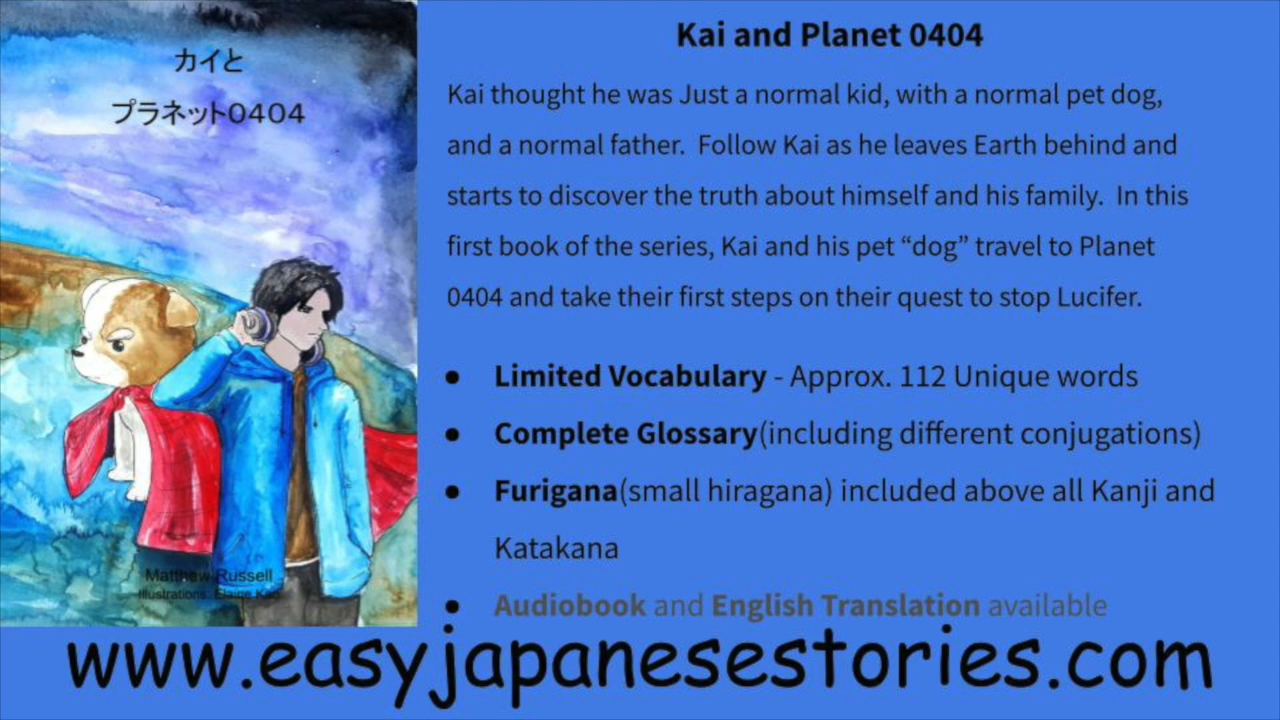 カイと
プラネット0404
Matthew Russell
Illustrations: Elaine Kao
Kai and Planet 0404
Kai thought he was Just a normal kid, with a normal pet dog,
and a normal father. Follow Kai as he leaves Earth behind and
starts to discover the truth about himself and his family. In this
first book of the series, Kai and his pet “dog” travel to Planet
0404 and take their first steps on their quest to stop Lucifer.
● Limited Vocabulary - Approx. 112 Unique words
● Complete Glossary(including different conjugations)
● Furigana(small hiragana) included above all Kanji and
Katakana
● Audiobook and English Translation available
www.easyjapanesestories.com